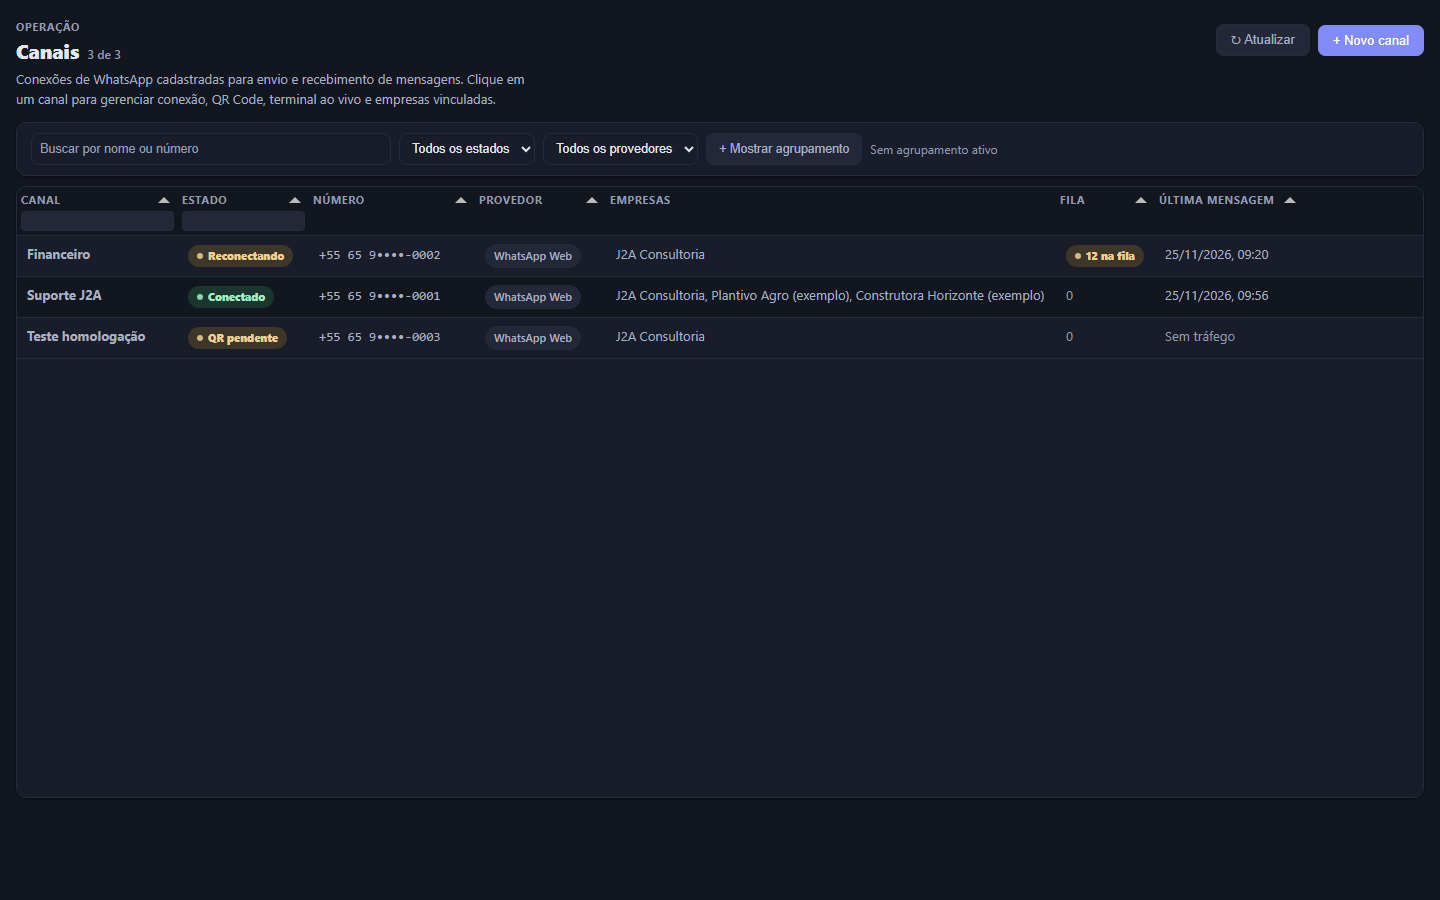 OPERAÇÃO
Canais 3 de 3
Conexões de WhatsApp cadastradas para envio e recebimento de mensagens. Clique em
um canal para gerenciar conexão, QR Code, terminal ao vivo e empresas vinculadas.
↻ Atualizar
+ Novo canal
Buscar por nome ou número
Todos os estados
Todos os provedores
+ Mostrar agrupamento
Sem agrupamento ativo
CANAL ESTADO NÚMERO PROVEDOR EMPRESAS FILA ÚLTIMA MENSAGEM
Financeiro Reconectando +55 65 9••••-0002 WhatsApp Web J2A Consultoria 12 na fila 25/11/2026, 09:20
Suporte J2A Conectado +55 65 9••••-0001 WhatsApp Web J2A Consultoria, Plantivo Agro (exemplo), Construtora Horizonte (exemplo) 0 25/11/2026, 09:56
Teste homologação QR pendente +55 65 9••••-0003 WhatsApp Web J2A Consultoria 0 Sem tráfego